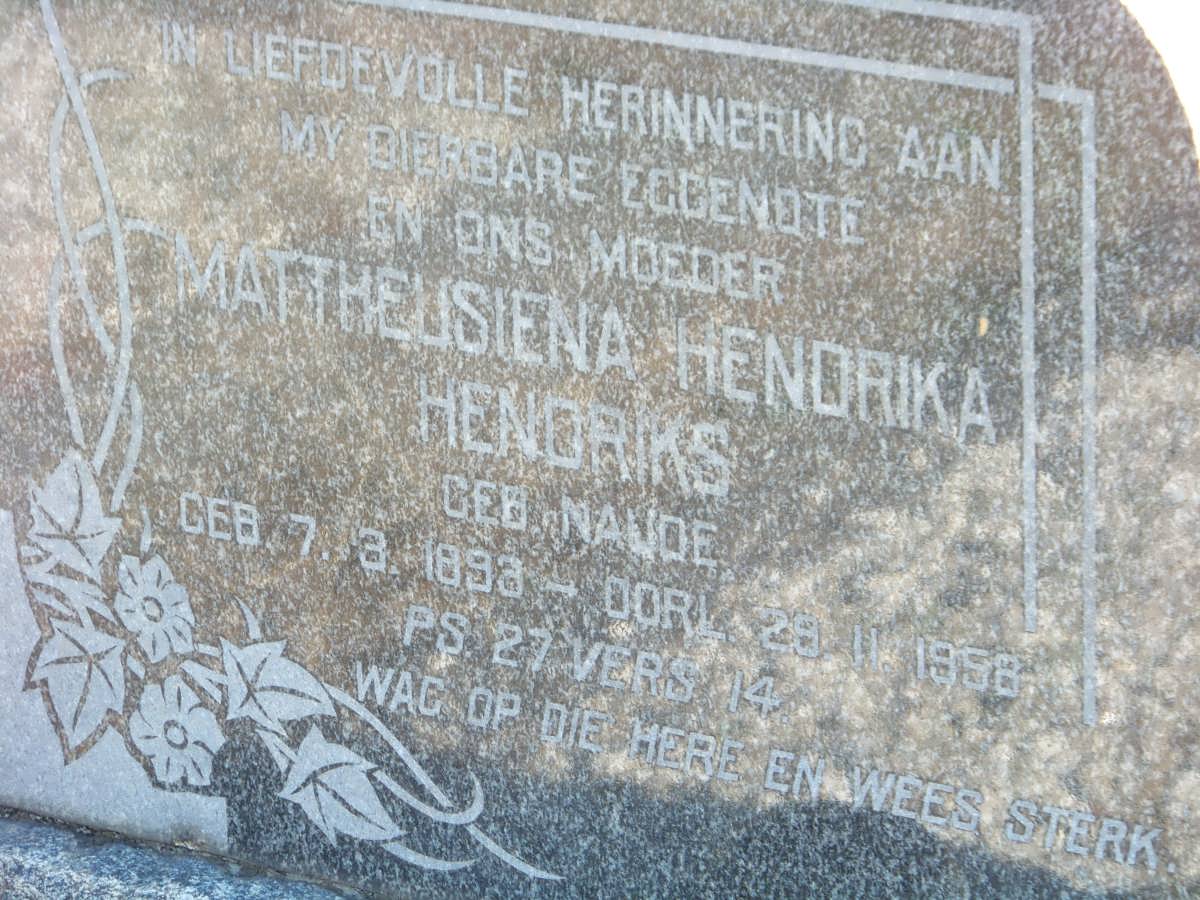 IN LIEFDEVOLLE HERINNERING AAN
MY DIERBARE EGGENOTE
EN ONS MOEDER
MATTHEUSIENA HENDRIKA
HENDRIKS
GEB. NAUDE.
GEB. 7. 3. 1893 — OORL. 29. 11. 1958
PS. 27 VERS 14.
WAG OP DIE HERE EN WEES STERK.